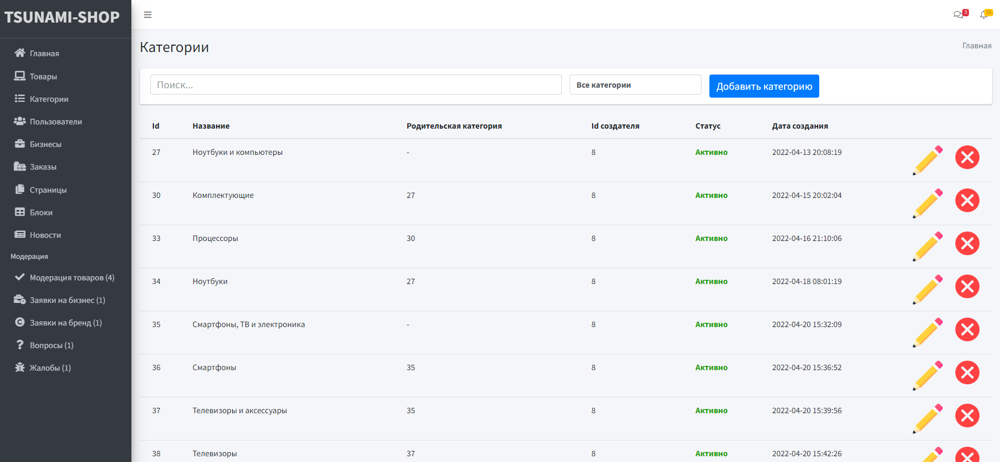 TSUNAMI-SHOP
3
15
Главная
Товары
Категории
Пользователи
Бизнесы
Заказы
Страницы
Блоки
Новости
Модерация
Модерация товаров (4)
Заявки на бизнес (1)
Заявки на бренд (1)
Вопросы (1)
Жалобы (1)
Категории
Главная
Поиск...
Все категории
Добавить категорию
Id Название Родительская категория Id создателя Статус Дата создания
27 Ноутбуки и компьютеры - 8 Активно 2022-04-13 20:08:19
30 Комплектующие 27 8 Активно 2022-04-15 20:02:04
33 Процессоры 30 8 Активно 2022-04-16 21:10:06
34 Ноутбуки 27 8 Активно 2022-04-18 08:01:19
35 Смартфоны, ТВ и электроника - 8 Активно 2022-04-20 15:32:09
36 Смартфоны 35 8 Активно 2022-04-20 15:36:52
37 Телевизоры и аксессуары 35 8 Активно 2022-04-20 15:39:56
38 Телевизоры 37 8 Активно 2022-04-20 15:42:26